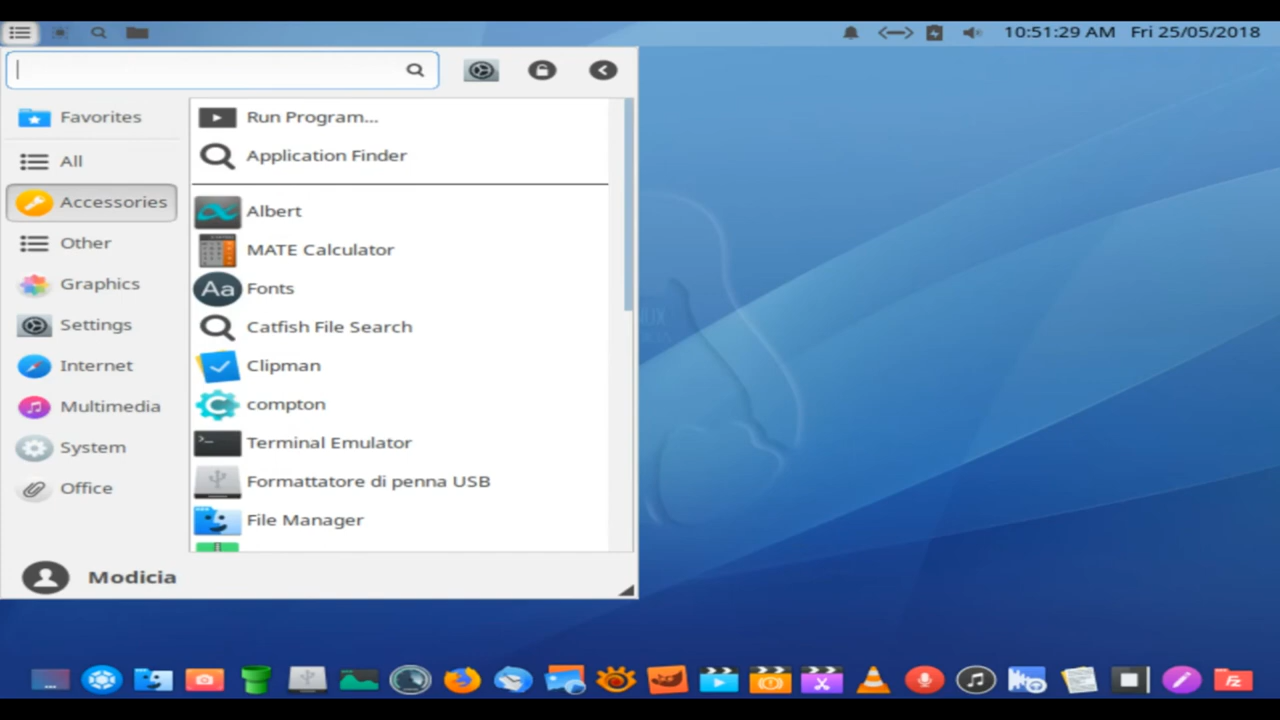 10:51:29 AM Fri 25/05/2018
Favorites
All
Accessories
Other
Graphics
Settings
Internet
Multimedia
System
Office
Run Program...
Application Finder
Albert
MATE Calculator
Aa Fonts
Catfish File Search
Clipman
compton
>_ Terminal Emulator
Formattatore di penna USB
File Manager
Modicia
Fz